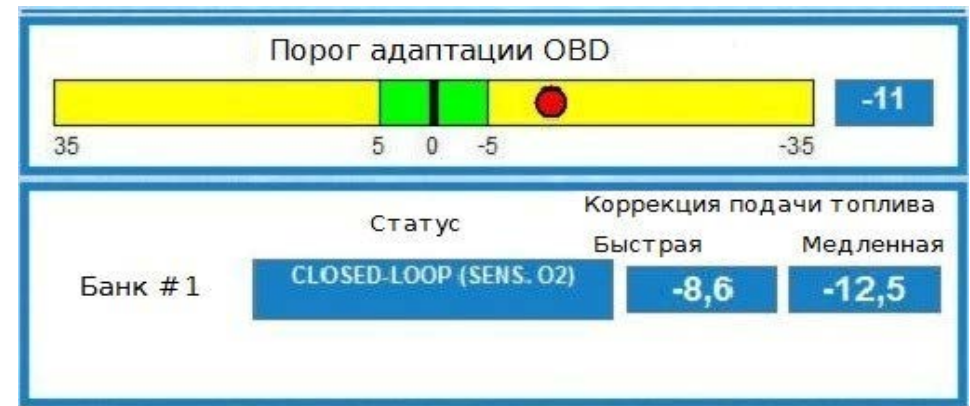 Порог адаптации OBD
-11
35 5 0 -5 -35
Коррекция подачи топлива
Статус
Быстрая Медленная
Банк #1 CLOSED-LOOP (SENS. O2) -8,6 -12,5